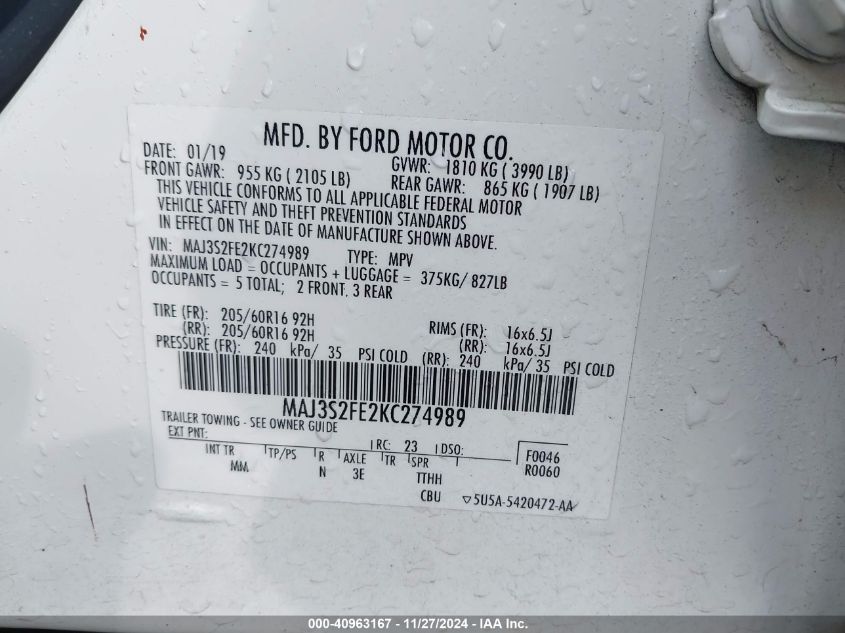 MFD. BY FORD MOTOR CO.
DATE: 01/19 GVWR: 1810 KG ( 3990 LB)
FRONT GAWR: 955 KG ( 2105 LB) REAR GAWR: 865 KG ( 1907 LB)
THIS VEHICLE CONFORMS TO ALL APPLICABLE FEDERAL MOTOR
VEHICLE SAFETY AND THEFT PREVENTION STANDARDS
IN EFFECT ON THE DATE OF MANUFACTURE SHOWN ABOVE.
VIN: MAJ3S2FE2KC274989 TYPE: MPV
MAXIMUM LOAD = OCCUPANTS + LUGGAGE = 375KG/ 827LB
OCCUPANTS = 5 TOTAL; 2 FRONT, 3 REAR
TIRE (FR): 205/60R16 92H RIMS (FR): 16x6.5J
(RR): 205/60R16 92H (RR): 16x6.5J
PRESSURE (FR): 240 kPa/ 35 PSI COLD (RR): 240 kPa/ 35 PSI COLD
MAJ3S2FE2KC274989
TRAILER TOWING - SEE OWNER GUIDE
EXT PNT: RC: 23 DSO: F0046
INT TR TP/PS R AXLE TR SPR R0060
MM N 3E TTHH
CBU 5U5A-5420472-AA
000-40963167 - 11/27/2024 - IAA Inc.